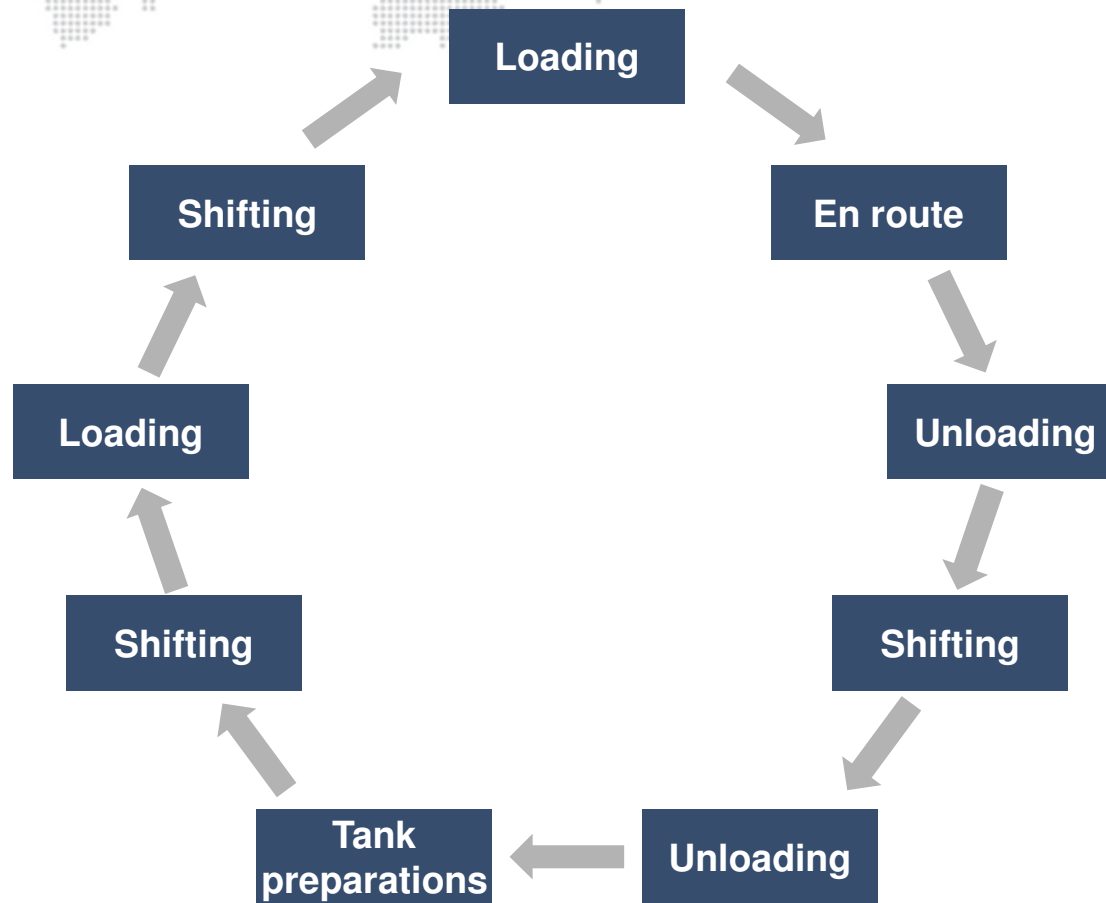 Loading
En route
Unloading
Shifting
Unloading
Tank
preparations
Shifting
Loading
Shifting